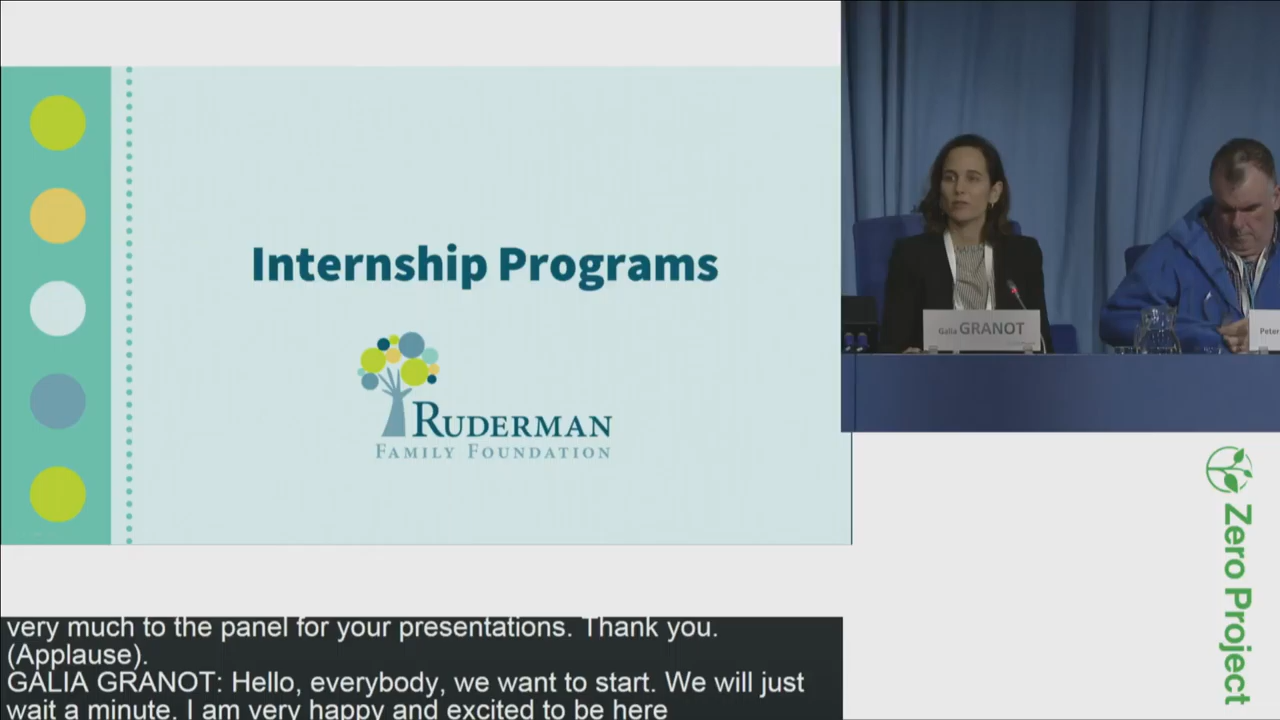 Internship Programs
RUDERMAN
FAMILY FOUNDATION
Galia GRANOT
Peter
Zero Project
very much to the panel for your presentations. Thank you.
(Applause).
GALIA GRANOT: Hello, everybody, we want to start. We will just
wait a minute. I am very happy and excited to be here